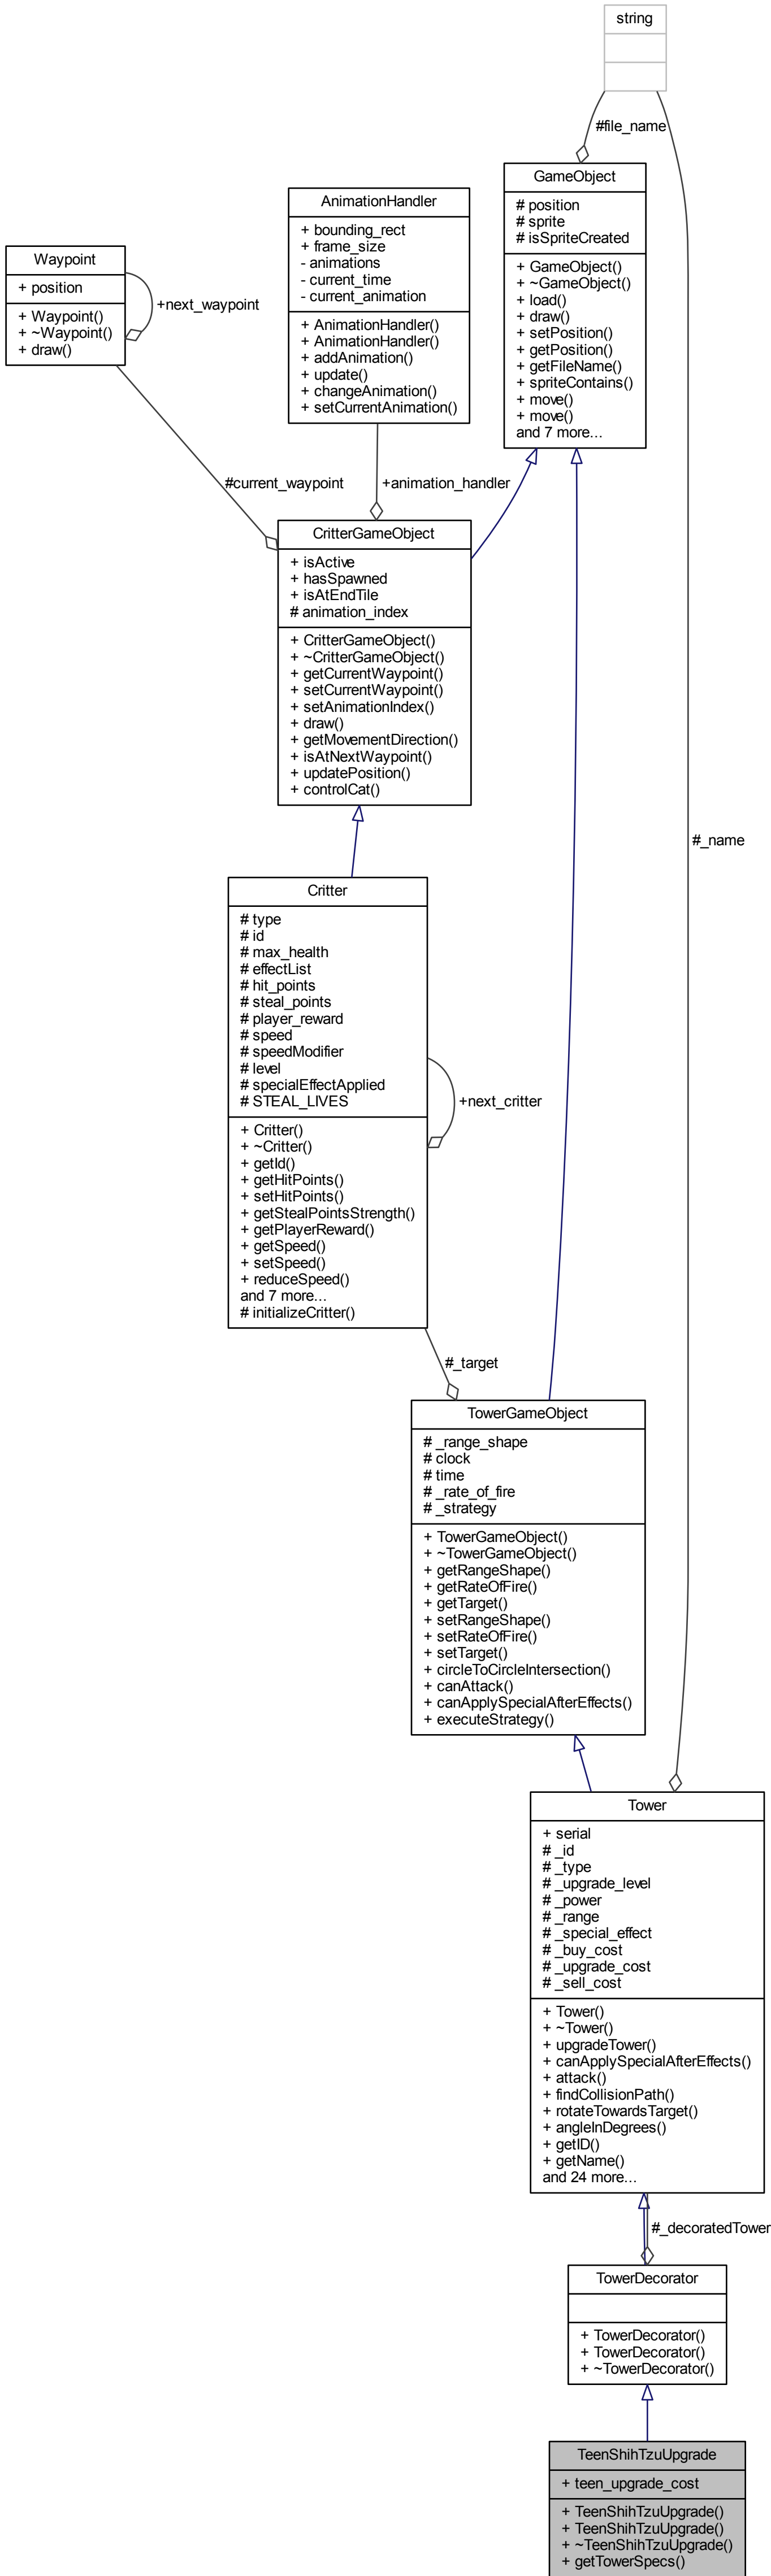 string
#file_name
GameObject
# position
# sprite
# isSpriteCreated
+ GameObject()
+ ~GameObject()
+ load()
+ draw()
+ setPosition()
+ getPosition()
+ getFileName()
+ spriteContains()
+ move()
+ move()
and 7 more...
AnimationHandler
+ bounding_rect
+ frame_size
- animations
- current_time
- current_animation
+ AnimationHandler()
+ AnimationHandler()
+ addAnimation()
+ update()
+ changeAnimation()
+ setCurrentAnimation()
Waypoint
+ position
+ Waypoint()
+ ~Waypoint()
+ draw()
+next_waypoint
#current_waypoint
+animation_handler
CritterGameObject
+ isActive
+ hasSpawned
+ isAtEndTile
# animation_index
+ CritterGameObject()
+ ~CritterGameObject()
+ getCurrentWaypoint()
+ setCurrentWaypoint()
+ setAnimationIndex()
+ draw()
+ getMovementDirection()
+ isAtNextWaypoint()
+ updatePosition()
+ controlCat()
#_name
Critter
# type
# id
# max_health
# effectList
# hit_points
# steal_points
# player_reward
# speed
# speedModifier
# level
# specialEffectApplied
# STEAL_LIVES
+ Critter()
+ ~Critter()
+ getId()
+ getHitPoints()
+ setHitPoints()
+ getStealPointsStrength()
+ getPlayerReward()
+ getSpeed()
+ setSpeed()
+ reduceSpeed()
and 7 more...
# initializeCritter()
+next_critter
#_target
TowerGameObject
# _range_shape
# clock
# time
# _rate_of_fire
# _strategy
+ TowerGameObject()
+ ~TowerGameObject()
+ getRangeShape()
+ getRateOfFire()
+ getTarget()
+ setRangeShape()
+ setRateOfFire()
+ setTarget()
+ circleToCircleIntersection()
+ canAttack()
+ canApplySpecialAfterEffects()
+ executeStrategy()
Tower
+ serial
# _id
# _type
# _upgrade_level
# _power
# _range
# _special_effect
# _buy_cost
# _upgrade_cost
# _sell_cost
+ Tower()
+ ~Tower()
+ upgradeTower()
+ canApplySpecialAfterEffects()
+ attack()
+ findCollisionPath()
+ rotateTowardsTarget()
+ angleInDegrees()
+ getID()
+ getName()
and 24 more...
#_decoratedTower
TowerDecorator
+ TowerDecorator()
+ TowerDecorator()
+ ~TowerDecorator()
TeenShihTzuUpgrade
+ teen_upgrade_cost
+ TeenShihTzuUpgrade()
+ TeenShihTzuUpgrade()
+ ~TeenShihTzuUpgrade()
+ getTowerSpecs()